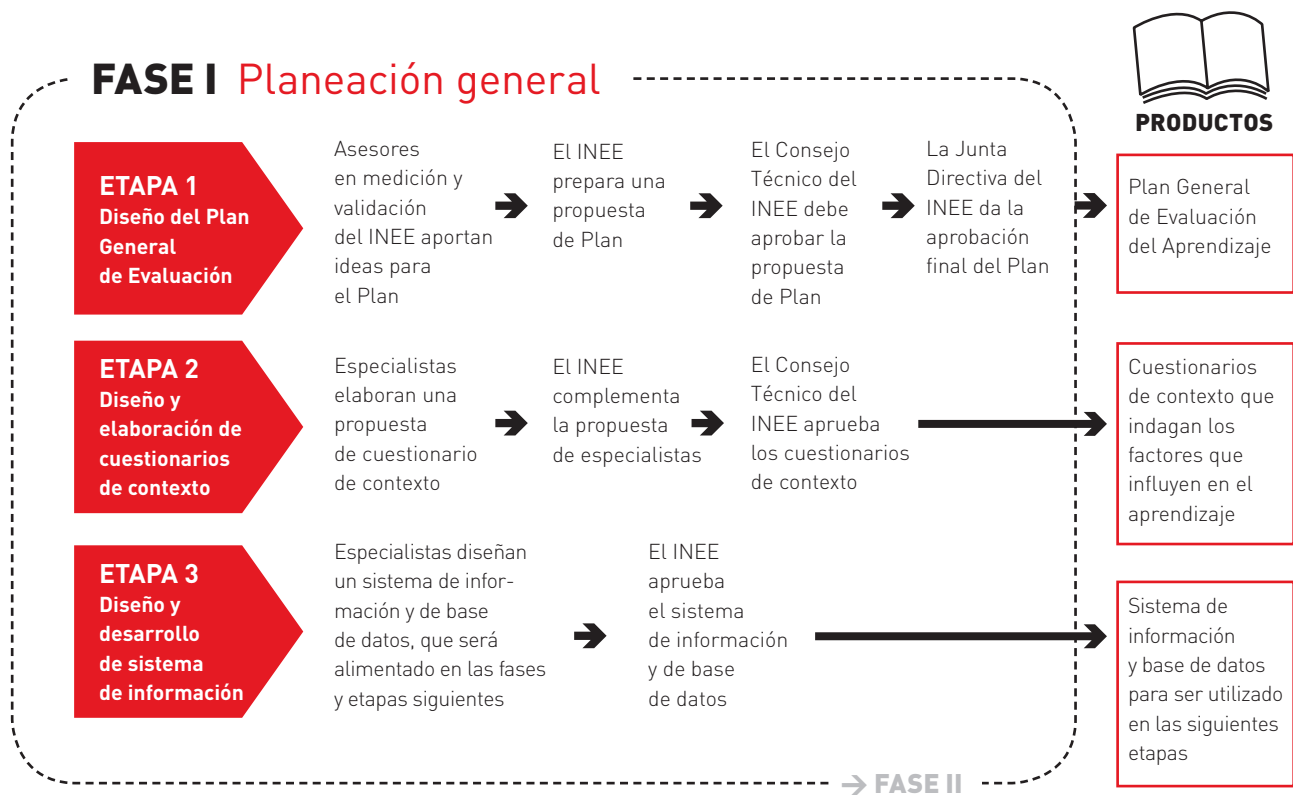 FASE I Planeación general
PRODUCTOS
ETAPA 1
Diseño del Plan
General
de Evaluación
Asesores
en medición y
validación
del INEE aportan
ideas para
el Plan
El INEE
prepara una
propuesta
de Plan
El Consejo
Técnico del
INEE debe
aprobar la
propuesta
de Plan
La Junta
Directiva del
INEE da la
aprobación
final del Plan
Plan General
de Evaluación
del Aprendizaje
ETAPA 2
Diseño y
elaboración de
cuestionarios
de contexto
Especialistas
elaboran una
propuesta
de cuestionario
de contexto
El INEE
complementa
la propuesta
de especialistas
El Consejo
Técnico del
INEE aprueba
los cuestionarios
de contexto
Cuestionarios
de contexto que
indagan los
factores que
influyen en el
aprendizaje
ETAPA 3
Diseño y
desarrollo
de sistema
de información
Especialistas diseñan
un sistema de infor-
mación y de base
de datos, que será
alimentado en las fases
y etapas siguientes
El INEE
aprueba
el sistema
de información
y de base
de datos
Sistema de
información
y base de datos
para ser utilizado
en las siguientes
etapas
→ FASE II